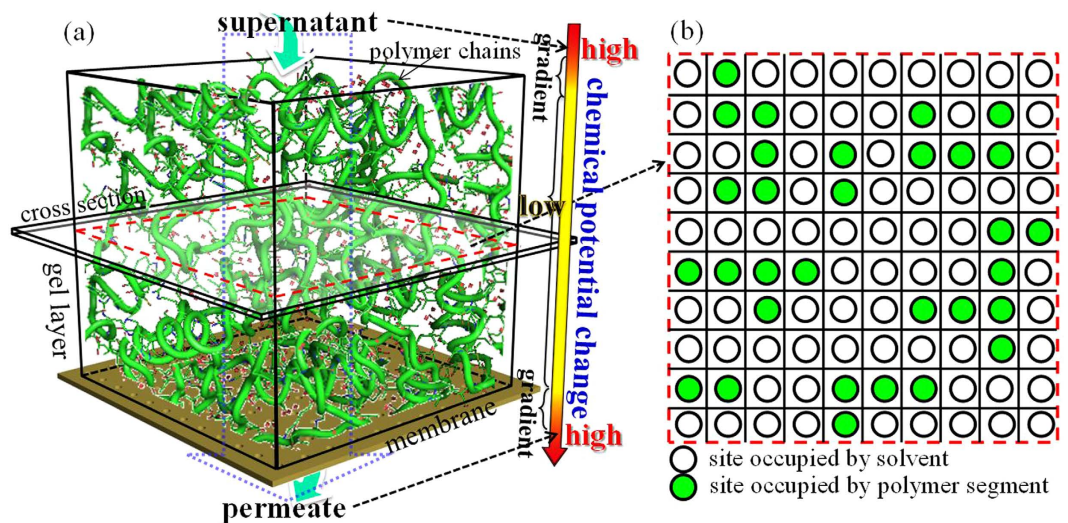 (a)
supernatant
polymer chains
gradient
high
chemical potential change
cross section
low
gel layer
gradient
membrane
high
permeate
(b)
site occupied by solvent
site occupied by polymer segment